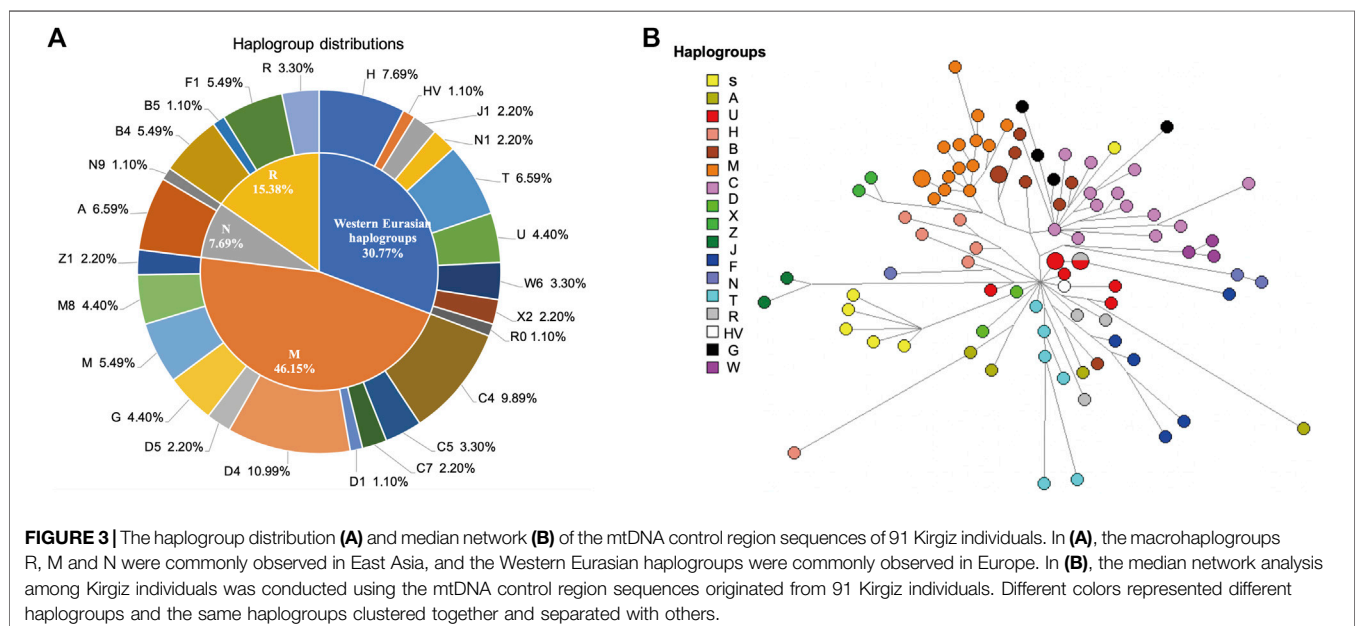 A
Haplogroup distributions
R 3.30%
H 7.69%
HV 1.10%
J1 2.20%
N1 2.20%
T 6.59%
U 4.40%
W6 3.30%
X2 2.20%
R0 1.10%
C4 9.89%
C5 3.30%
C7 2.20%
D1 1.10%
D4 10.99%
D5 2.20%
G 4.40%
M 5.49%
M8 4.40%
Z1 2.20%
A 6.59%
N9 1.10%
B4 5.49%
B5 1.10%
F1 5.49%
R
15.38%
N
7.69%
Western Eurasian
haplogroups
30.77%
M
46.15%
B
Haplogroups
S
A
U
H
B
M
C
D
X
Z
J
F
N
T
R
HV
G
W
FIGURE 3 | The haplogroup distribution (A) and median network (B) of the mtDNA control region sequences of 91 Kirgiz individuals. In (A), the macrohaplogroups
R, M and N were commonly observed in East Asia, and the Western Eurasian haplogroups were commonly observed in Europe. In (B), the median network analysis
among Kirgiz individuals was conducted using the mtDNA control region sequences originated from 91 Kirgiz individuals. Different colors represented different
haplogroups and the same haplogroups clustered together and separated with others.